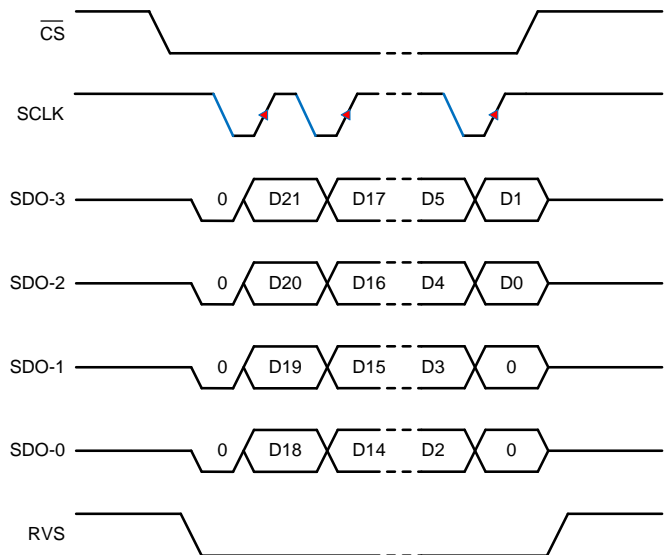 CS
SCLK
SDO-3 0 D21 D17 D5 D1
SDO-2 0 D20 D16 D4 D0
SDO-1 0 D19 D15 D3 0
SDO-0 0 D18 D14 D2 0
RVS